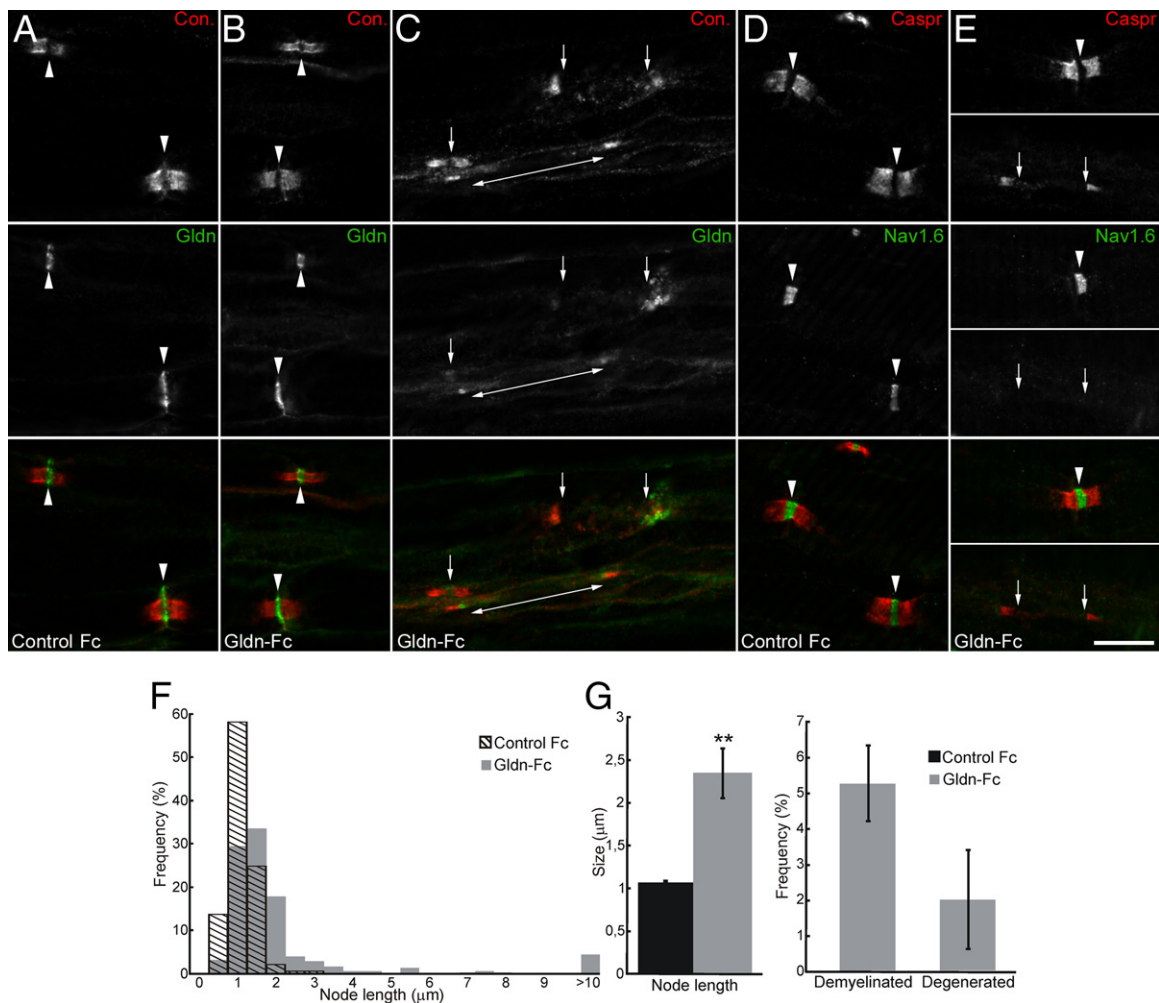 A Con.
B Con.
C Con.
D Caspr
E Caspr
Gldn
Gldn
Gldn
Nav1.6
Nav1.6
Control Fc
Gldn-Fc
Gldn-Fc
Control Fc
Gldn-Fc
F
60
50
40
30
20
10
0
Frequency (%)
Control Fc
Gldn-Fc
0 1 2 3 4 5 6 7 8 9 >10
Node length (µm)
G
3
2,5
2
1,5
1
0,5
0
Size (µm)
**
Node length
Control Fc
Gldn-Fc
7
6
5
4
3
2
1
0
Frequency (%)
Demyelinated Degenerated